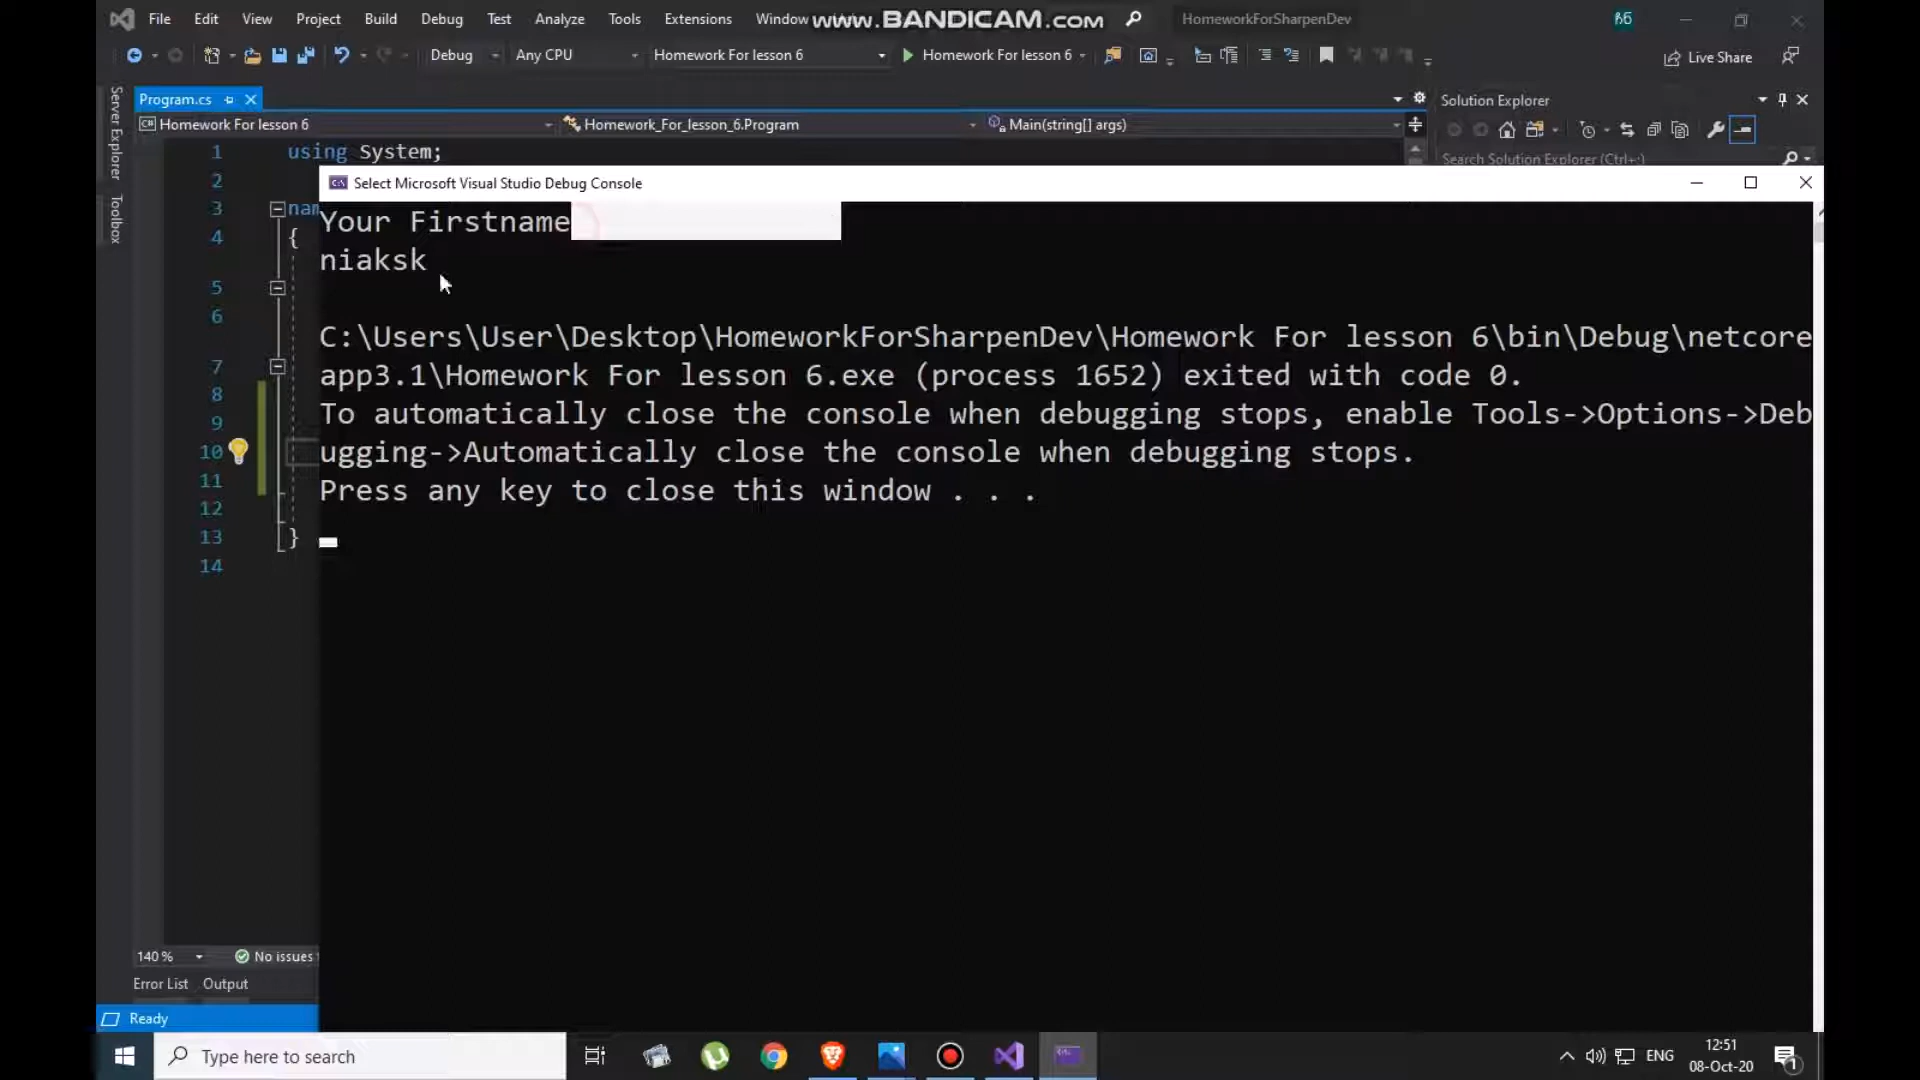 File Edit View Project Build Debug Test Analyze Tools Extensions Window www.BANDICAM.com HomeworkForSharpenDev
Debug Any CPU Homework For lesson 6 Homework For lesson 6 Live Share
Server Explorer
Toolbox
Program.cs
Homework For lesson 6 Homework_For_lesson_6.Program Main(string[] args)
Solution Explorer
Search Solution Explorer (Ctrl+;)
1 using System;
2
3 nam
4 {
5
6
7
8
9
10
11
12
13 }
14
Select Microsoft Visual Studio Debug Console
Your Firstname
niaksk
C:\Users\User\Desktop\HomeworkForSharpenDev\Homework For lesson 6\bin\Debug\netcore
app3.1\Homework For lesson 6.exe (process 1652) exited with code 0.
To automatically close the console when debugging stops, enable Tools->Options->Deb
ugging->Automatically close the console when debugging stops.
Press any key to close this window . . .
140 % No issues
Error List Output
Ready
Type here to search
ENG
12:51
08-Oct-20
1